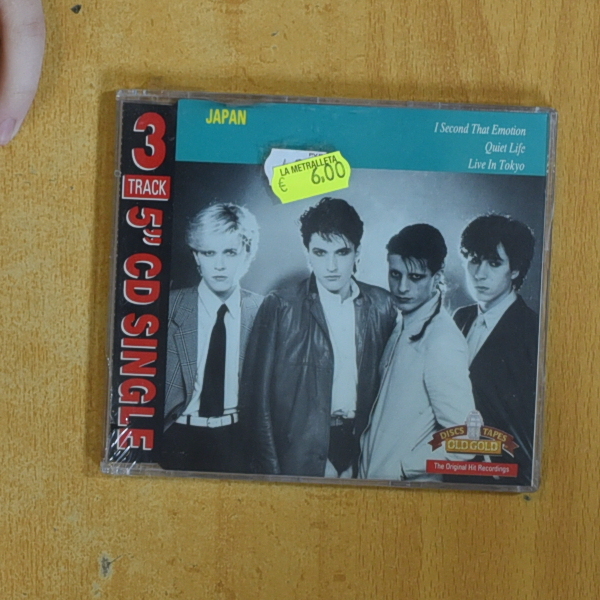 3
TRACK
5" CD SINGLE
JAPAN
I Second That Emotion
Quiet Life
Live In Tokyo
LA METRALLETA
€ 6,00
DISCS TAPES
OLD GOLD
The Original Hit Recordings